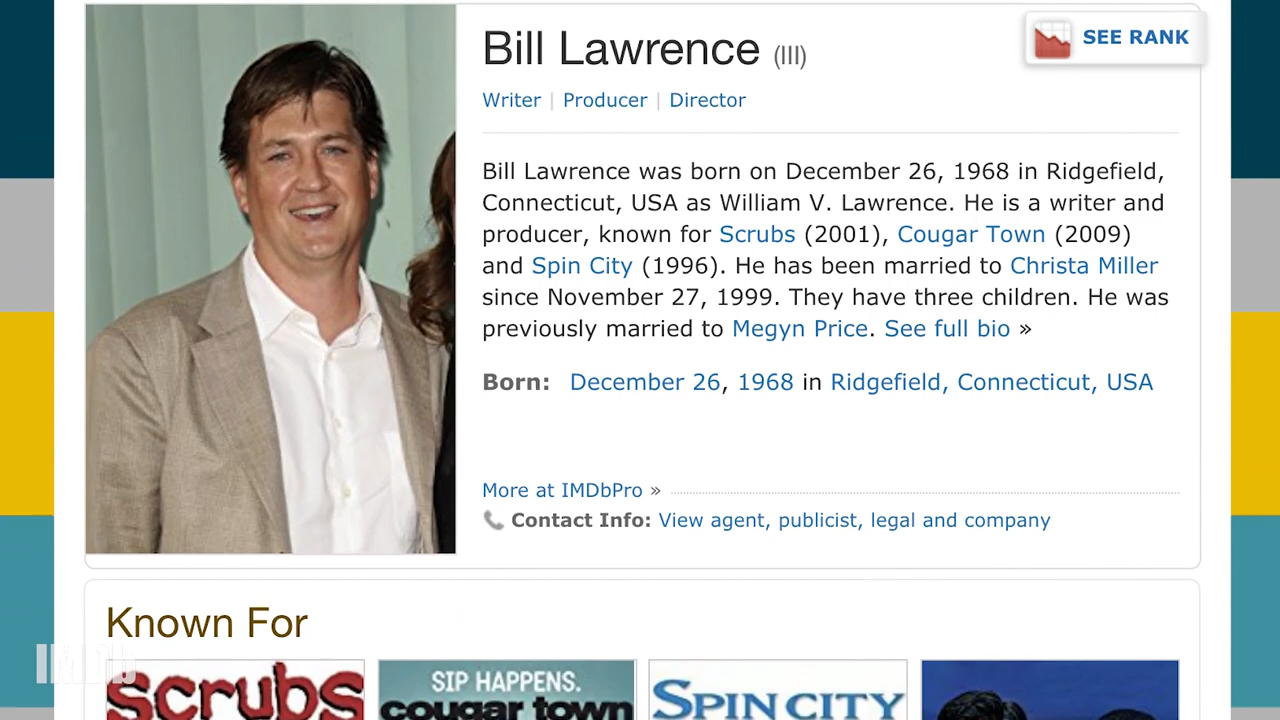 Bill Lawrence (III)
SEE RANK
Writer | Producer | Director
Bill Lawrence was born on December 26, 1968 in Ridgefield,
Connecticut, USA as William V. Lawrence. He is a writer and
producer, known for Scrubs (2001), Cougar Town (2009)
and Spin City (1996). He has been married to Christa Miller
since November 27, 1999. They have three children. He was
previously married to Megyn Price. See full bio »
Born: December 26, 1968 in Ridgefield, Connecticut, USA
More at IMDbPro »
Contact Info: View agent, publicist, legal and company
Known For
IMDb
scrubs
SIP HAPPENS.
cougar town
SPIN CITY